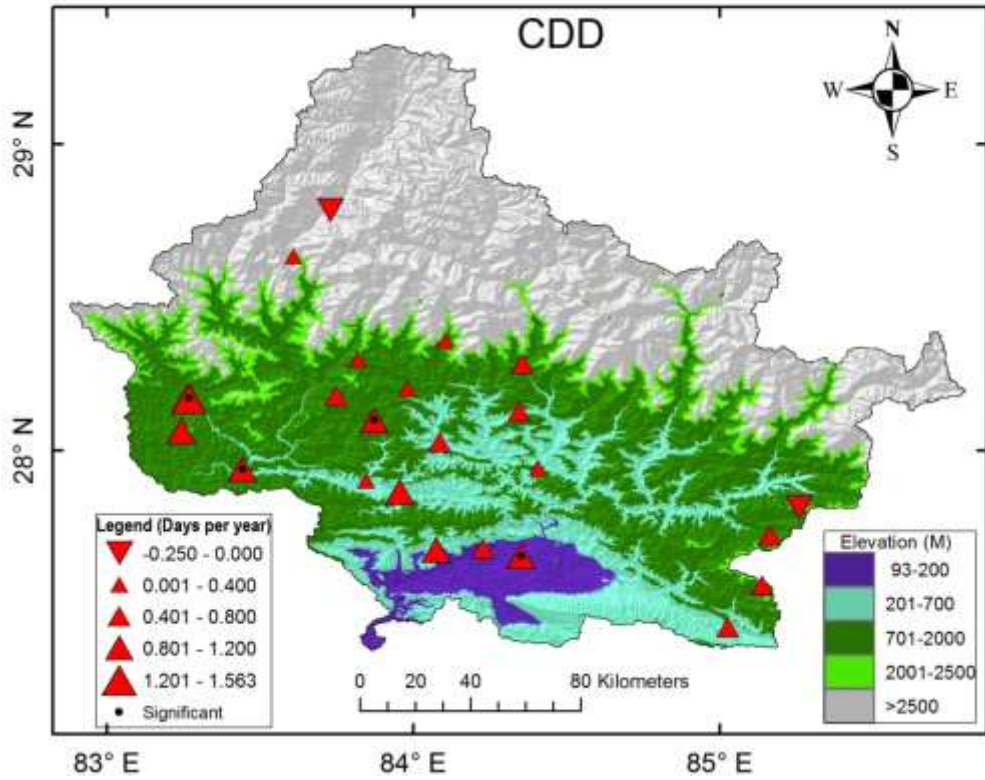 CDD
N
W E
S
29° N
28° N
Legend (Days per year)
-0.250 - 0.000
0.001 - 0.400
0.401 - 0.800
0.801 - 1.200
1.201 - 1.563
Significant
0 20 40 80 Kilometers
Elevation (M)
93-200
201-700
701-2000
2001-2500
>2500
83° E 84° E 85° E